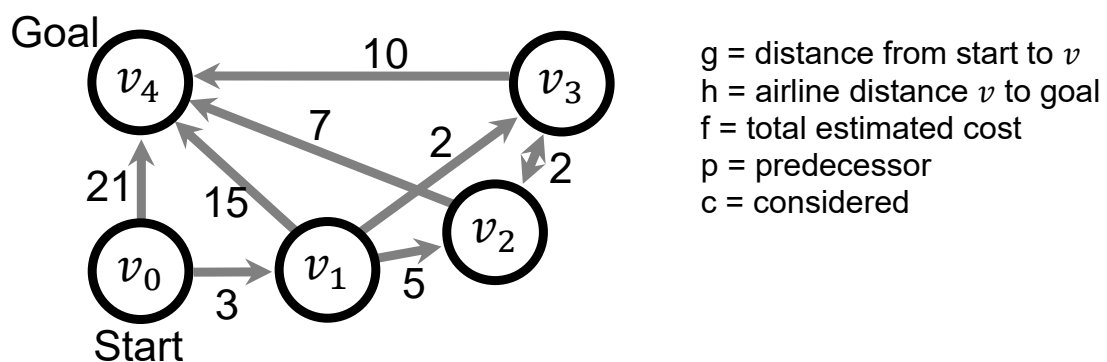 Goal
v₄
10
v₃
7
2
2
21
15
v₂
v₀
v₁
3
5
Start
g = distance from start to v
h = airline distance v to goal
f = total estimated cost
p = predecessor
c = considered